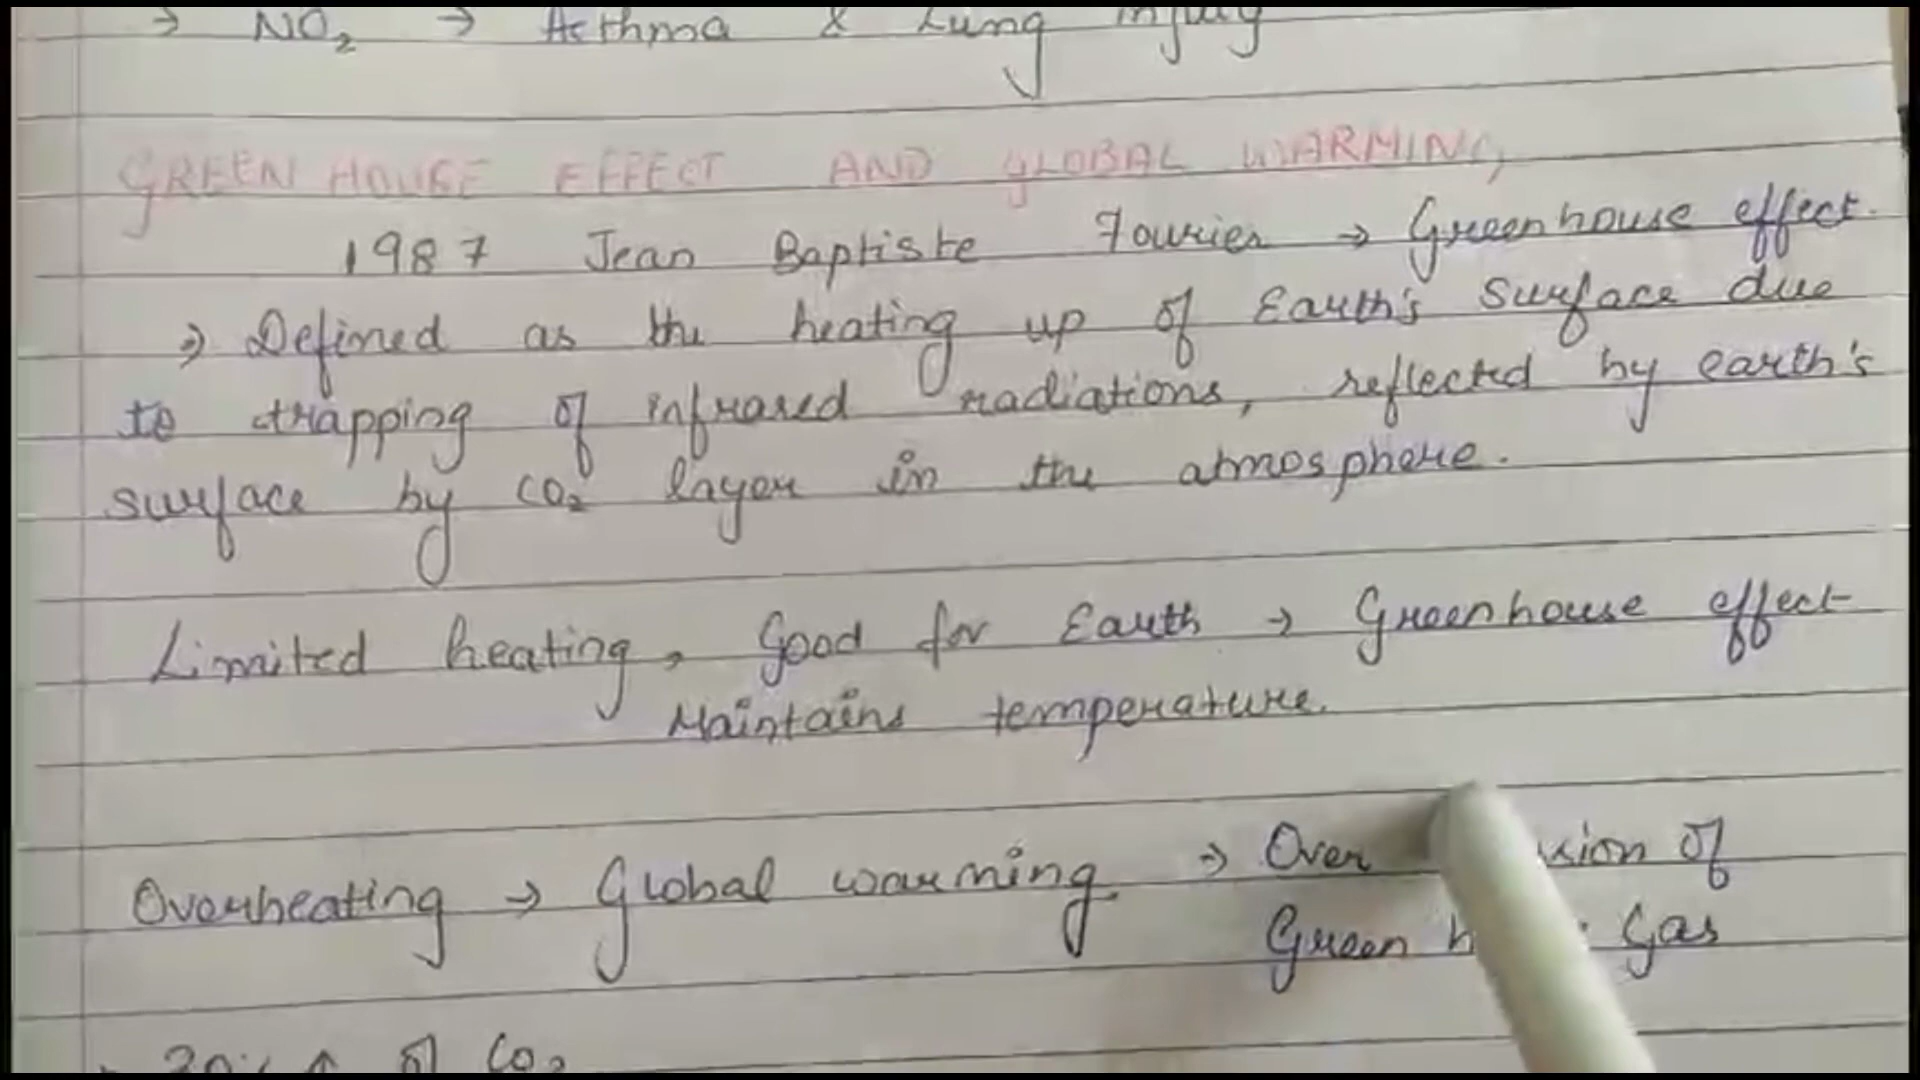 → NO2 → Asthma & Lung injury
GREEN HOUSE EFFECT AND GLOBAL WARMING
1987 Jean Baptiste Fourier → Greenhouse effect.
⇒ Defined as the heating up of Earth's surface due
to trapping of infrared radiations, reflected by earth's
surface by CO2 layer in the atmosphere.
Limited heating, Good for Earth → Greenhouse effect
Maintains temperature.
Overheating → Global warming → Over of
Green Gas
of CO2